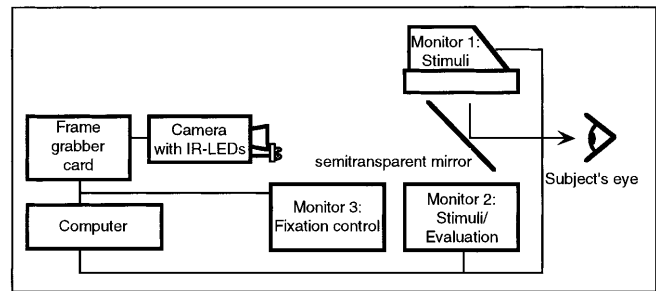 Monitor 1:
Stimuli
Frame
grabber
card
Camera
with IR-LEDs
semitransparent mirror
Subject's eye
Computer
Monitor 3:
Fixation control
Monitor 2:
Stimuli/
Evaluation